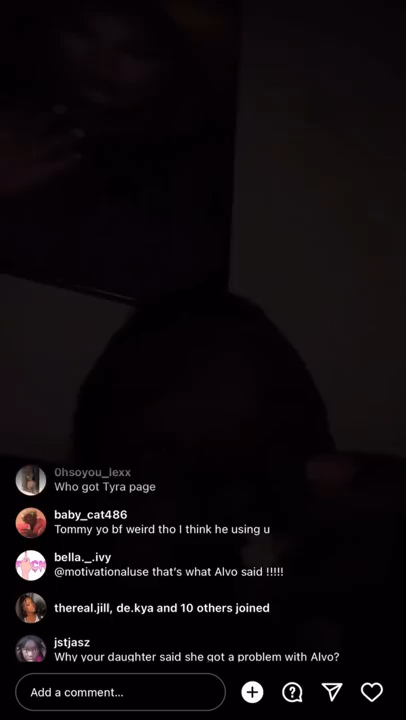 0hsoyou_lexx
Who got Tyra page
baby_cat486
Tommy yo bf weird tho I think he using u
bella._.ivy
@motivationaluse that's what Alvo said !!!!!
thereal.jill, de.kya and 10 others joined
jstjasz
Why your daughter said she got a problem with Alvo?
Add a comment...